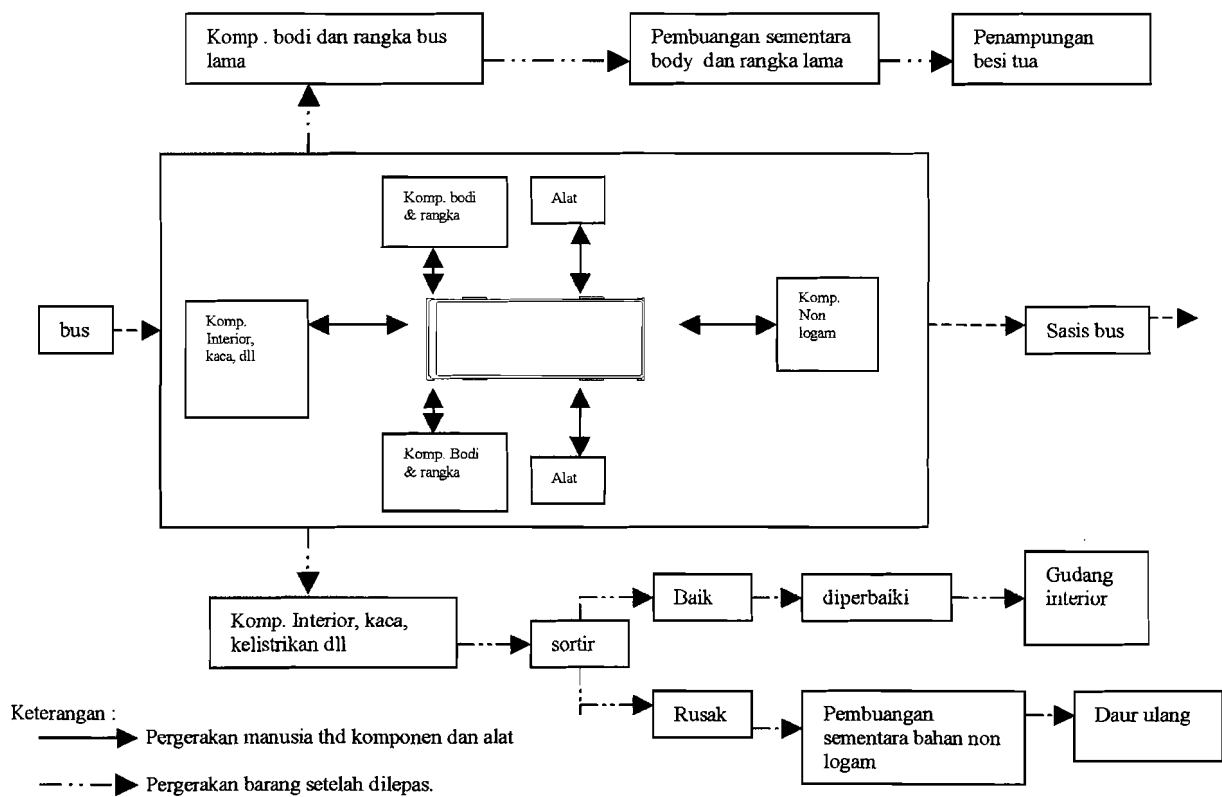 Komp . bodi dan rangka bus
lama
Pembuangan sementara
body dan rangka lama
Penampungan
besi tua
Komp. bodi
& rangka
Alat
bus
Komp.
Interior,
kaca, dll
Komp.
Non
logam
Sasis bus
Komp. Bodi
& rangka
Alat
Komp. Interior, kaca,
kelistrikan dll
sortir
Baik
diperbaiki
Gudang
interior
Rusak
Pembuangan
sementara bahan non
logam
Daur ulang
Keterangan :
Pergerakan manusia thd komponen dan alat
Pergerakan barang setelah dilepas.